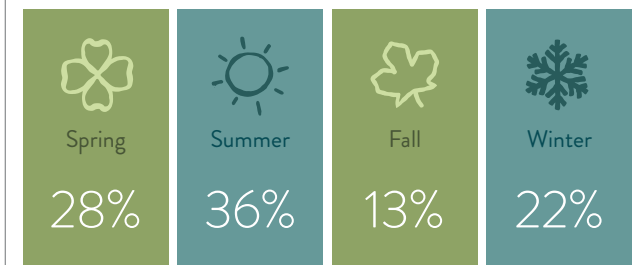 Spring
28%
Summer
36%
Fall
13%
Winter
22%